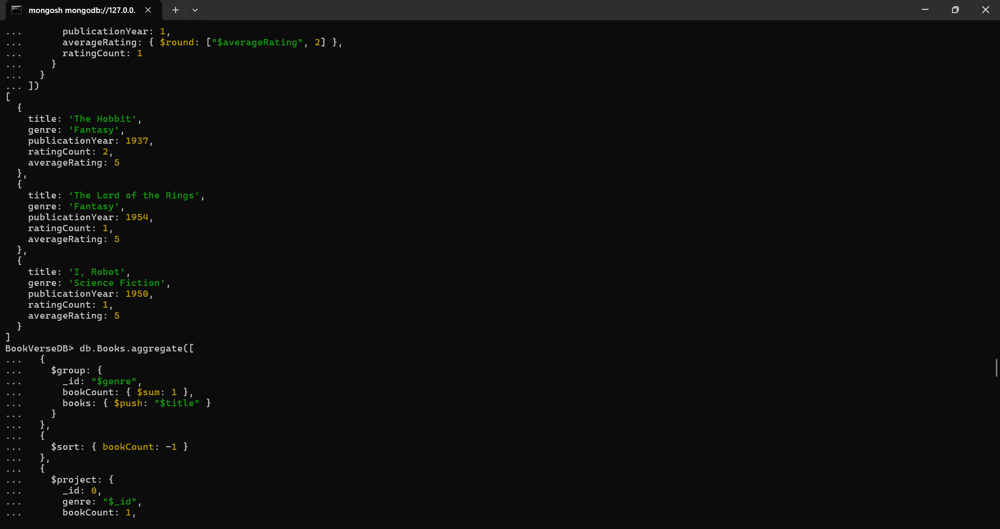 mongosh mongodb://127.0.0.
...       publicationYear: 1,
...       averageRating: { $round: ["$averageRating", 2] },
...       ratingCount: 1
...     }
...   }
... ])
[
  {
    title: 'The Hobbit',
    genre: 'Fantasy',
    publicationYear: 1937,
    ratingCount: 2,
    averageRating: 5
  },
  {
    title: 'The Lord of the Rings',
    genre: 'Fantasy',
    publicationYear: 1954,
    ratingCount: 1,
    averageRating: 5
  },
  {
    title: 'I, Robot',
    genre: 'Science Fiction',
    publicationYear: 1950,
    ratingCount: 1,
    averageRating: 5
  }
]
BookVerseDB> db.Books.aggregate([
...   {
...     $group: {
...       _id: "$genre",
...       bookCount: { $sum: 1 },
...       books: { $push: "$title" }
...     }
...   },
...   {
...     $sort: { bookCount: -1 }
...   },
...   {
...     $project: {
...       _id: 0,
...       genre: "$_id",
...       bookCount: 1,